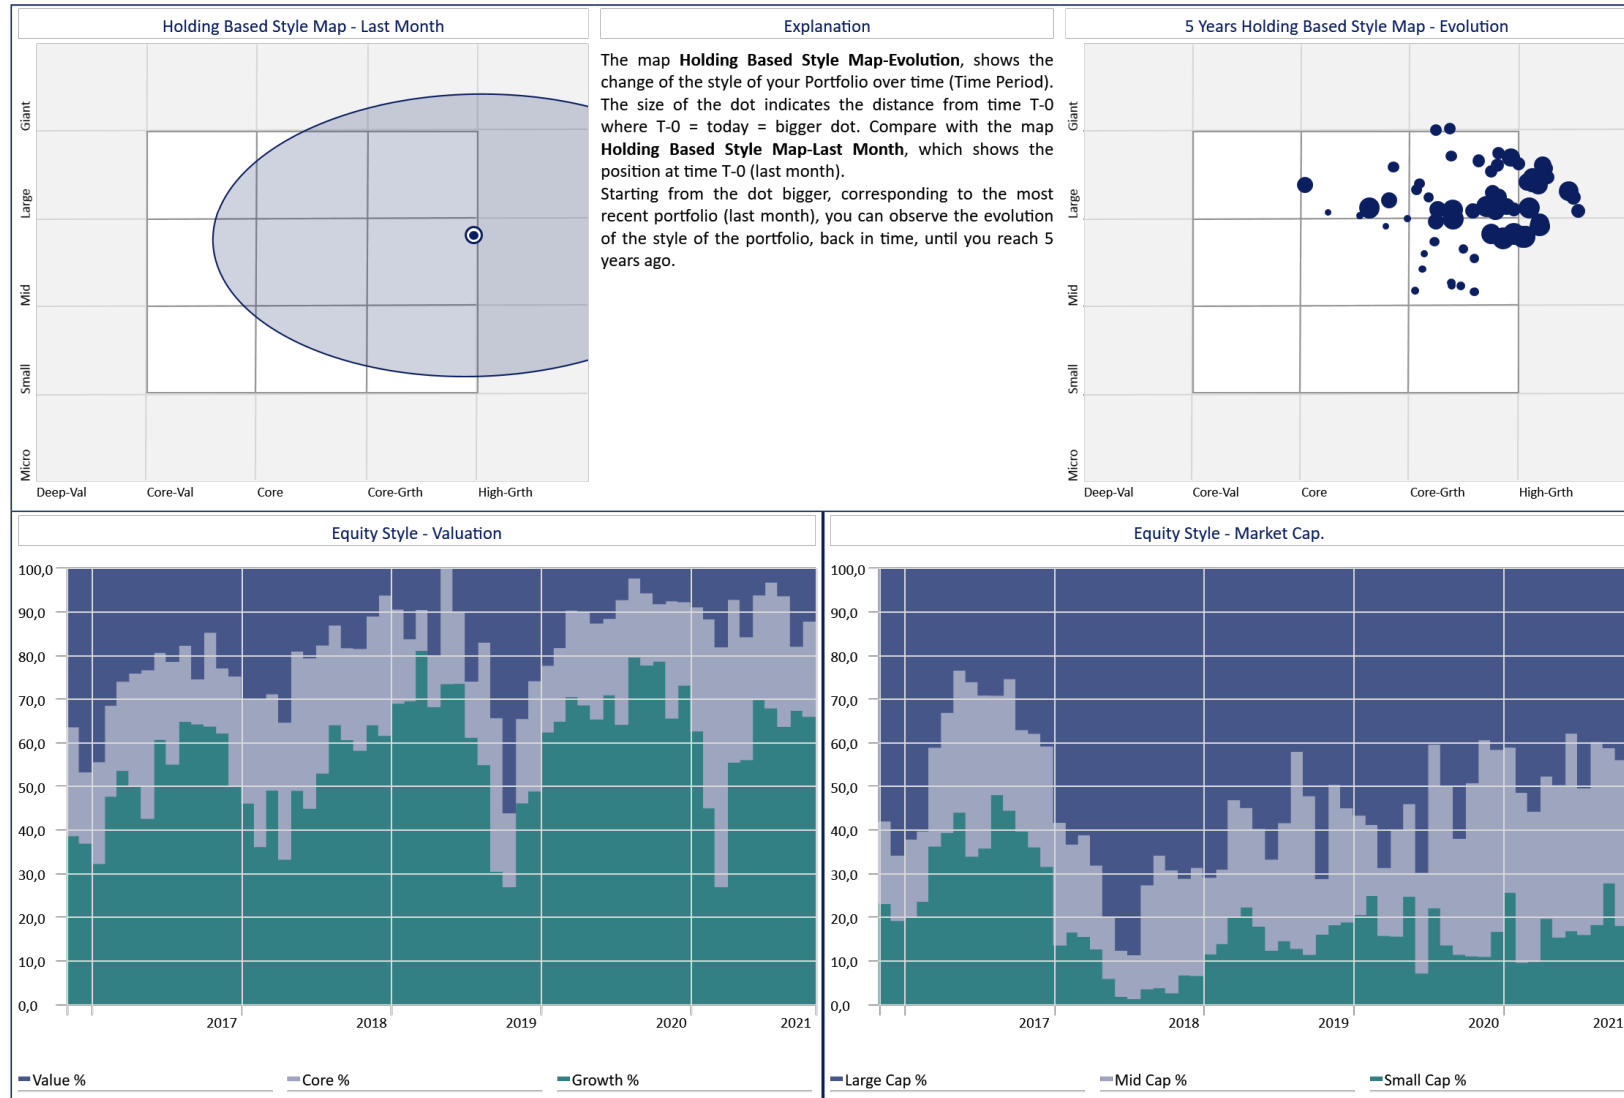 Holding Based Style Map - Last Month
Giant
Large
Mid
Small
Micro
Deep-Val
Core-Val
Core
Core-Grth
High-Grth
Explanation
The map Holding Based Style Map-Evolution, shows the
change of the style of your Portfolio over time (Time Period).
The size of the dot indicates the distance from time T-0
where T-0 = today = bigger dot. Compare with the map
Holding Based Style Map-Last Month, which shows the
position at time T-0 (last month).
Starting from the dot bigger, corresponding to the most
recent portfolio (last month), you can observe the evolution
of the style of the portfolio, back in time, until you reach 5
years ago.
5 Years Holding Based Style Map - Evolution
Giant
Large
Mid
Small
Micro
Deep-Val
Core-Val
Core
Core-Grth
High-Grth
Equity Style - Valuation
100,0
90,0
80,0
70,0
60,0
50,0
40,0
30,0
20,0
10,0
0,0
2017
2018
2019
2020
2021
Value %
Core %
Growth %
Equity Style - Market Cap.
100,0
90,0
80,0
70,0
60,0
50,0
40,0
30,0
20,0
10,0
0,0
2017
2018
2019
2020
2021
Large Cap %
Mid Cap %
Small Cap %